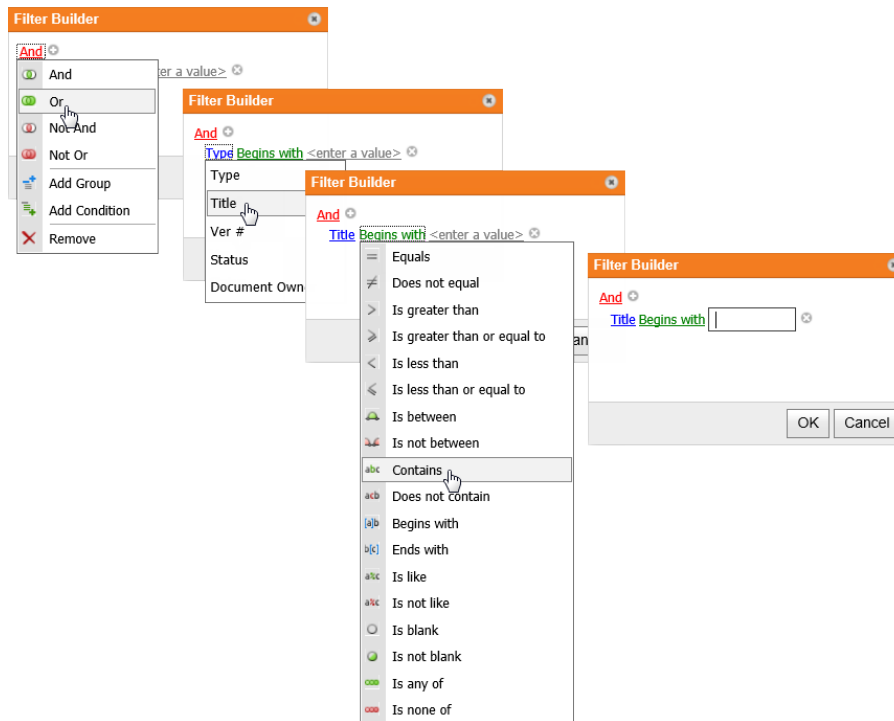 Filter Builder
And
And
er a value>
Or
Not And
Not Or
Add Group
Add Condition
Remove
Filter Builder
And
Type Begins with <enter a value>
Type
Title
Ver #
Status
Document Own
Filter Builder
And
Title Begins with <enter a value>
Equals
Does not equal
Is greater than
Is greater than or equal to
an
Is less than
Is less than or equal to
Is between
Is not between
abc Contains
acb Does not contain
[a]b Begins with
b[c] Ends with
a%c Is like
a%c Is not like
Is blank
Is not blank
Is any of
Is none of
Filter Builder
And
Title Begins with
OK Cancel